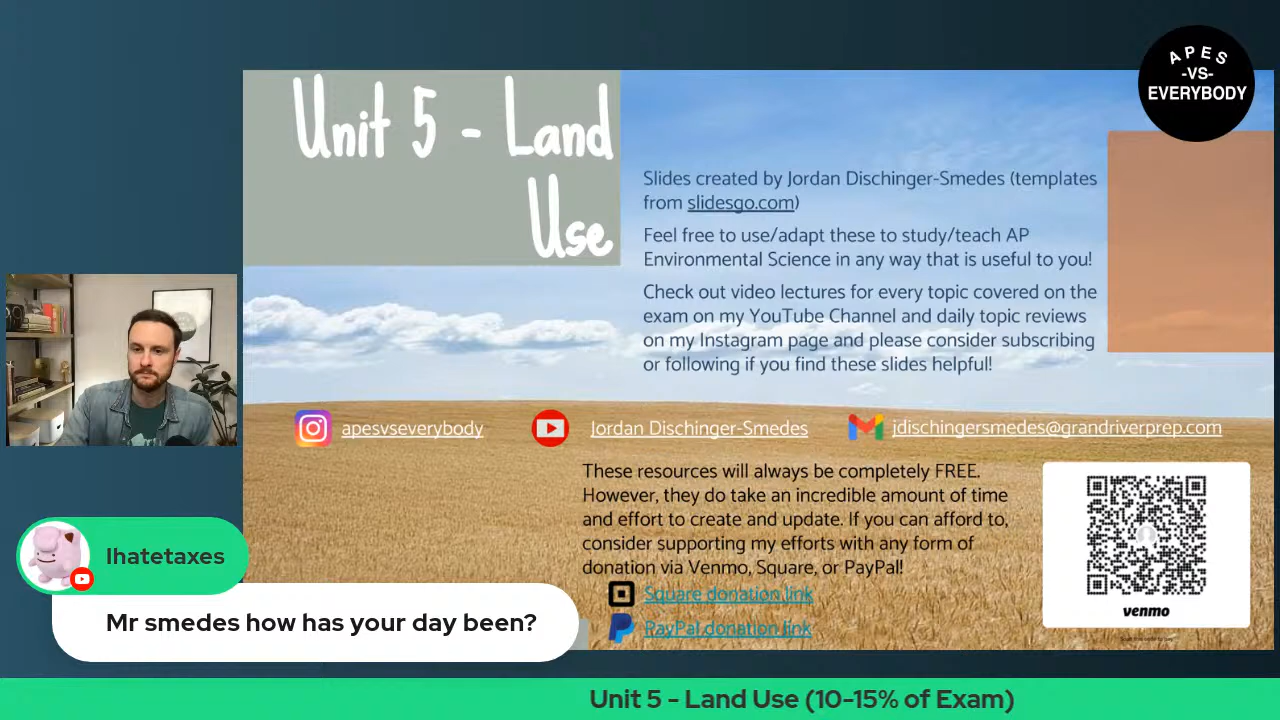 APES
-VS-
EVERYBODY
Unit 5 - Land
Use
Slides created by Jordan Dischinger-Smedes (templates
from slidesgo.com)
Feel free to use/adapt these to study/teach AP
Environmental Science in any way that is useful to you!
Check out video lectures for every topic covered on the
exam on my YouTube Channel and daily topic reviews
on my Instagram page and please consider subscribing
or following if you find these slides helpful!
apesvseverybody
Jordan Dischinger-Smedes
jdischingersmedes@grandriverprep.com
These resources will always be completely FREE.
However, they do take an incredible amount of time
and effort to create and update. If you can afford to,
consider supporting my efforts with any form of
donation via Venmo, Square, or PayPal!
Square donation link
PayPal donation link
venmo
Ihatetaxes
Mr smedes how has your day been?
Unit 5 - Land Use (10-15% of Exam)